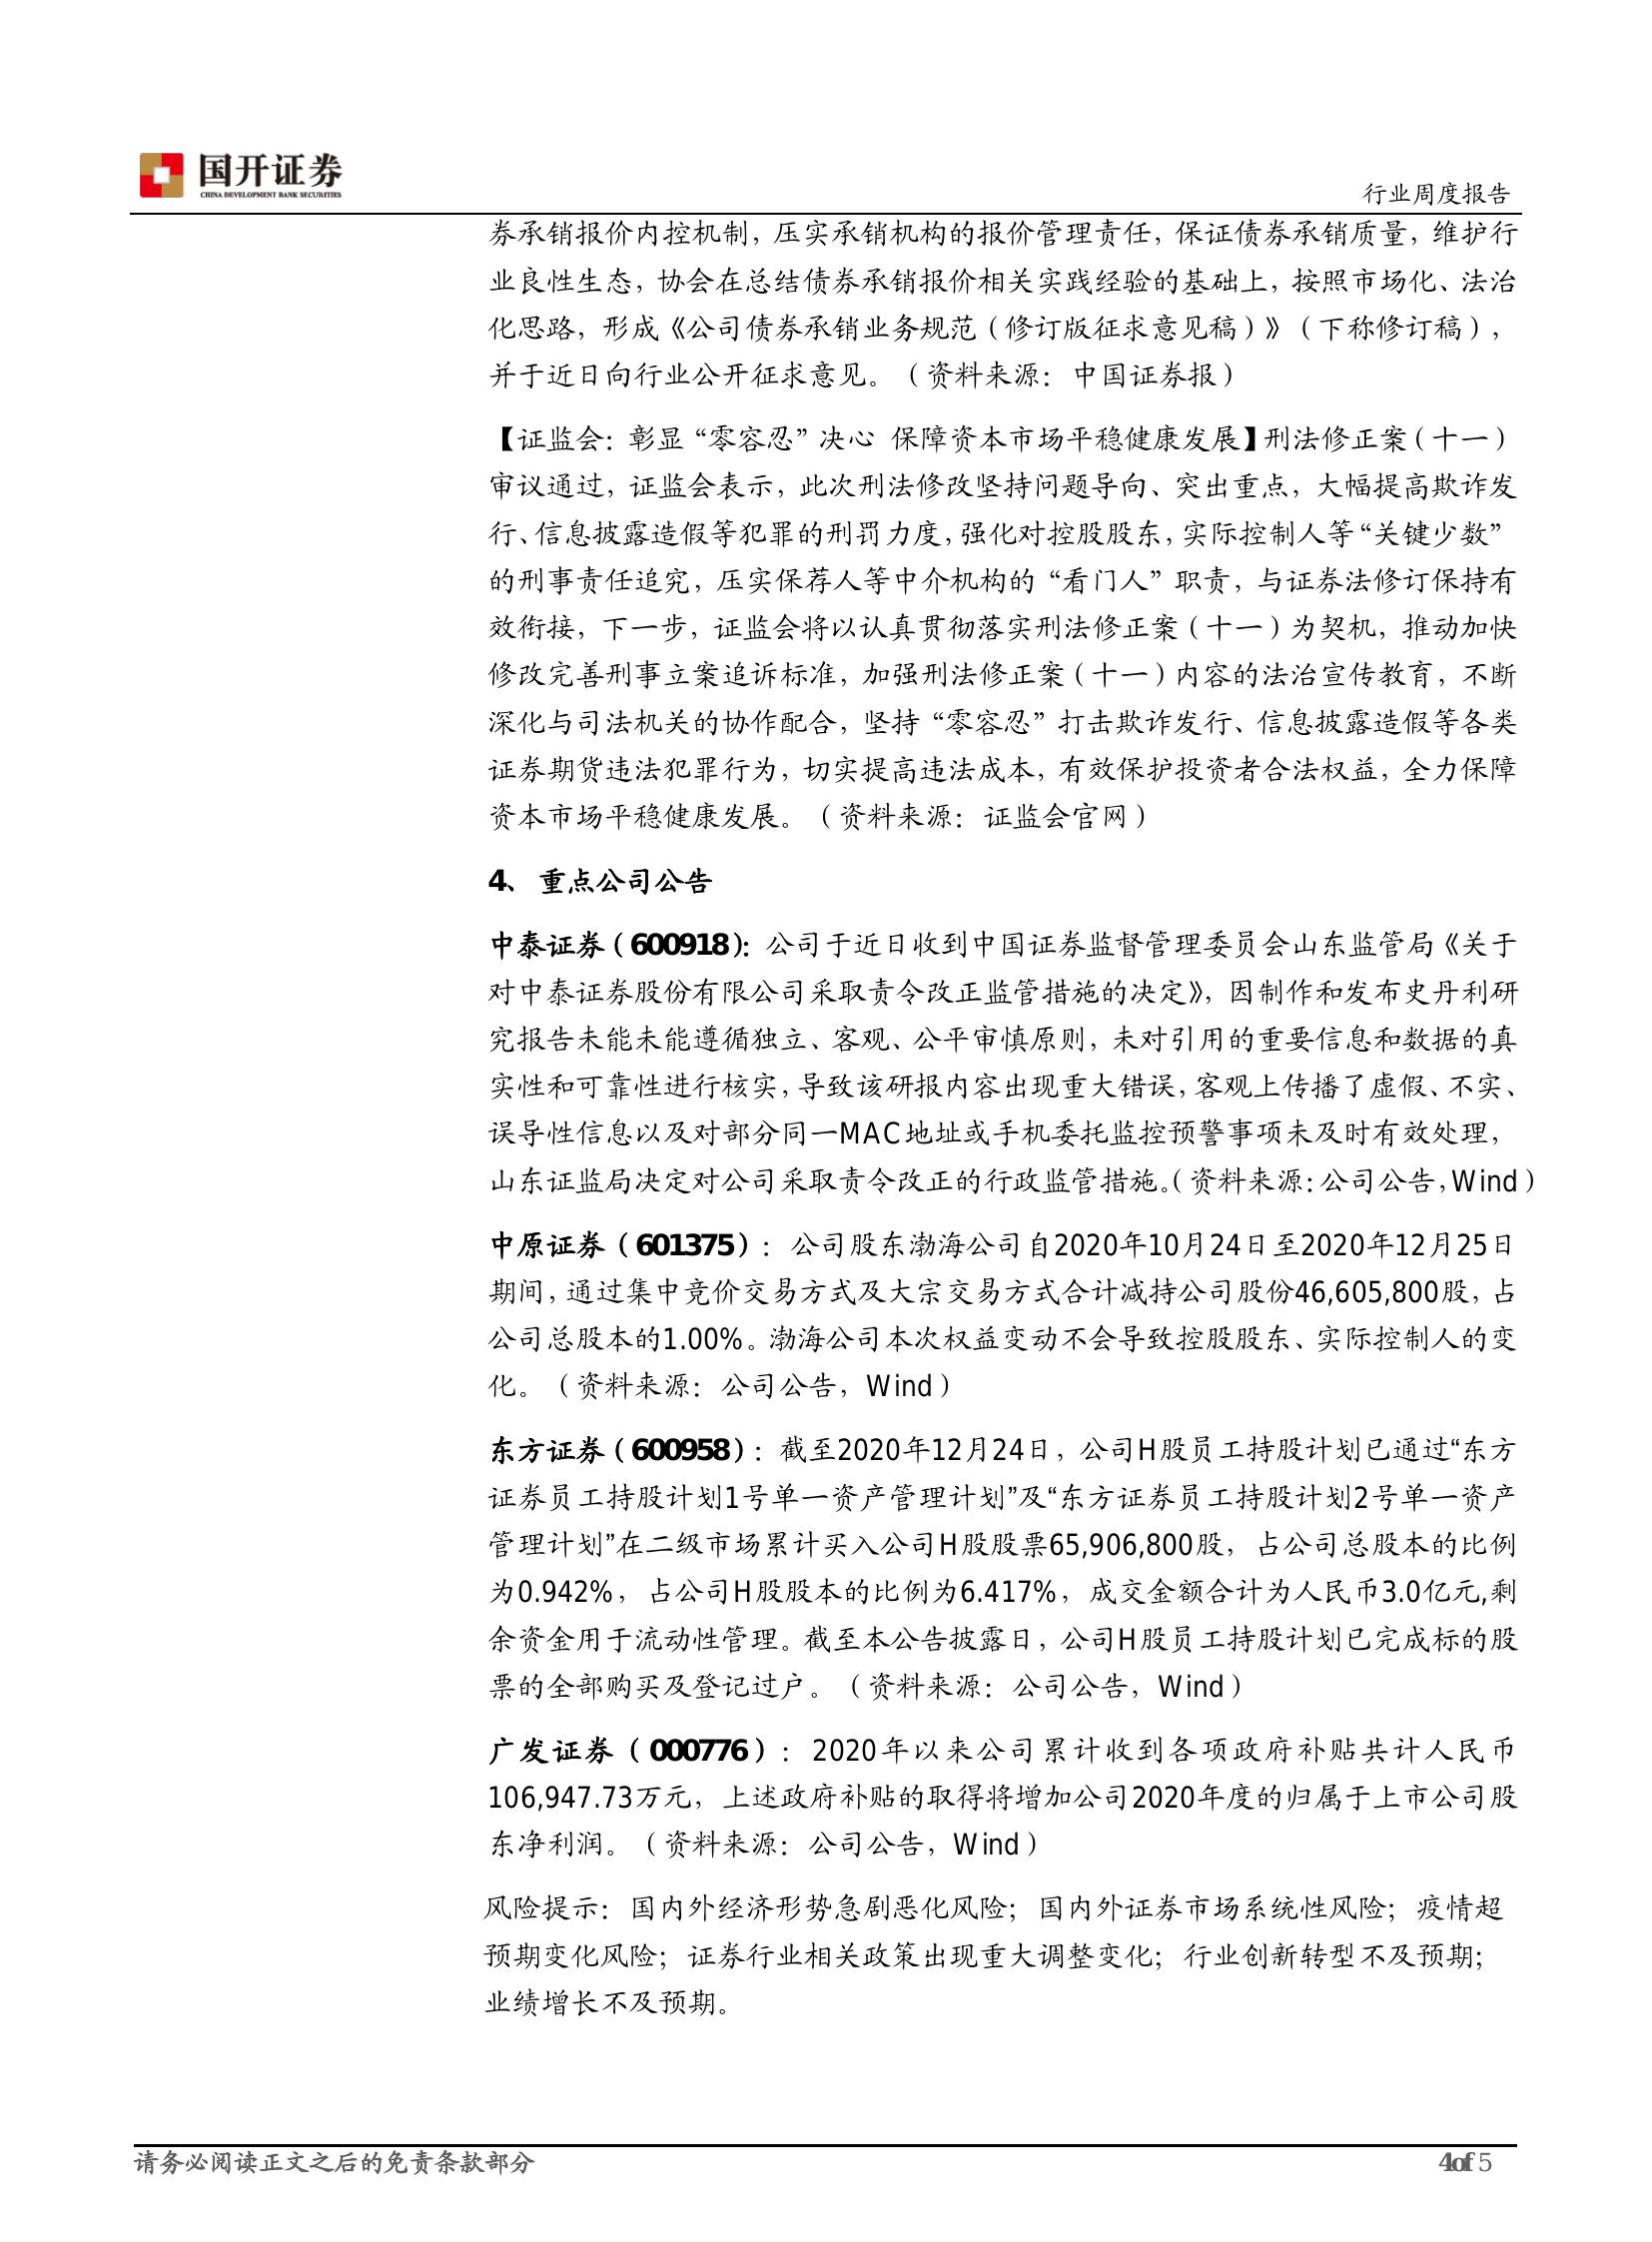 国开证券
CHINA DEVELOPMENT BANK SECURITIES
行业周度报告
券承销报价内控机制，压实承销机构的报价管理责任，保证债券承销质量，维护行
业良性生态，协会在总结债券承销报价相关实践经验的基础上，按照市场化、法治
化思路，形成《公司债券承销业务规范（修订版征求意见稿）》（下称修订稿），
并于近日向行业公开征求意见。（资料来源：中国证券报）
【证监会：彰显“零容忍”决心 保障资本市场平稳健康发展】刑法修正案（十一）
审议通过，证监会表示，此次刑法修改坚持问题导向、突出重点，大幅提高欺诈发
行、信息披露造假等犯罪的刑罚力度，强化对控股股东，实际控制人等“关键少数”
的刑事责任追究，压实保荐人等中介机构的“看门人”职责，与证券法修订保持有
效衔接，下一步，证监会将以认真贯彻落实刑法修正案（十一）为契机，推动加快
修改完善刑事立案追诉标准，加强刑法修正案（十一）内容的法治宣传教育，不断
深化与司法机关的协作配合，坚持“零容忍”打击欺诈发行、信息披露造假等各类
证券期货违法犯罪行为，切实提高违法成本，有效保护投资者合法权益，全力保障
资本市场平稳健康发展。（资料来源：证监会官网）
4、 重点公司公告
中泰证券（600918）：公司于近日收到中国证券监督管理委员会山东监管局《关于
对中泰证券股份有限公司采取责令改正监管措施的决定》，因制作和发布史丹利研
究报告未能未能遵循独立、客观、公平审慎原则，未对引用的重要信息和数据的真
实性和可靠性进行核实，导致该研报内容出现重大错误，客观上传播了虚假、不实、
误导性信息以及对部分同一MAC地址或手机委托监控预警事项未及时有效处理，
山东证监局决定对公司采取责令改正的行政监管措施。（资料来源：公司公告，Wind）
中原证券（601375）：公司股东渤海公司自2020年10月24日至2020年12月25日
期间，通过集中竞价交易方式及大宗交易方式合计减持公司股份46,605,800股，占
公司总股本的1.00%。渤海公司本次权益变动不会导致控股股东、实际控制人的变
化。（资料来源：公司公告，Wind）
东方证券（600958）：截至2020年12月24日，公司H股员工持股计划已通过“东方
证券员工持股计划1号单一资产管理计划”及“东方证券员工持股计划2号单一资产
管理计划”在二级市场累计买入公司H股股票65,906,800股，占公司总股本的比例
为0.942%，占公司H股股本的比例为6.417%，成交金额合计为人民币3.0亿元,剩
余资金用于流动性管理。截至本公告披露日，公司H股员工持股计划已完成标的股
票的全部购买及登记过户。（资料来源：公司公告，Wind）
广发证券（000776）：2020年以来公司累计收到各项政府补贴共计人民币
106,947.73万元，上述政府补贴的取得将增加公司2020年度的归属于上市公司股
东净利润。（资料来源：公司公告，Wind）
风险提示：国内外经济形势急剧恶化风险；国内外证券市场系统性风险；疫情超
预期变化风险；证券行业相关政策出现重大调整变化；行业创新转型不及预期；
业绩增长不及预期。
请务必阅读正文之后的免责条款部分
4of 5